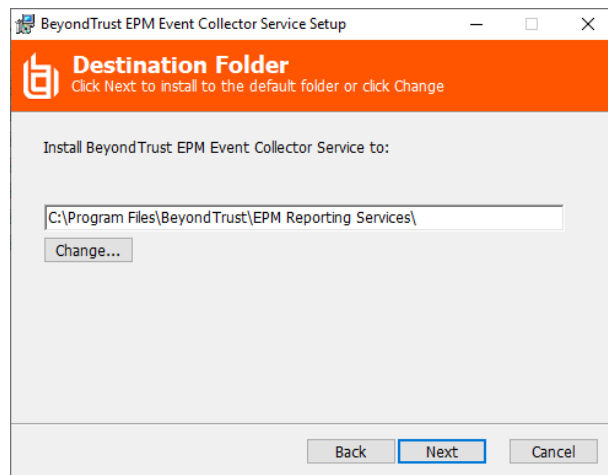 BeyondTrust EPM Event Collector Service Setup
Destination Folder
Click Next to install to the default folder or click Change
Install BeyondTrust EPM Event Collector Service to:
C:\Program Files\BeyondTrust\EPM Reporting Services\
Change...
Back Next Cancel